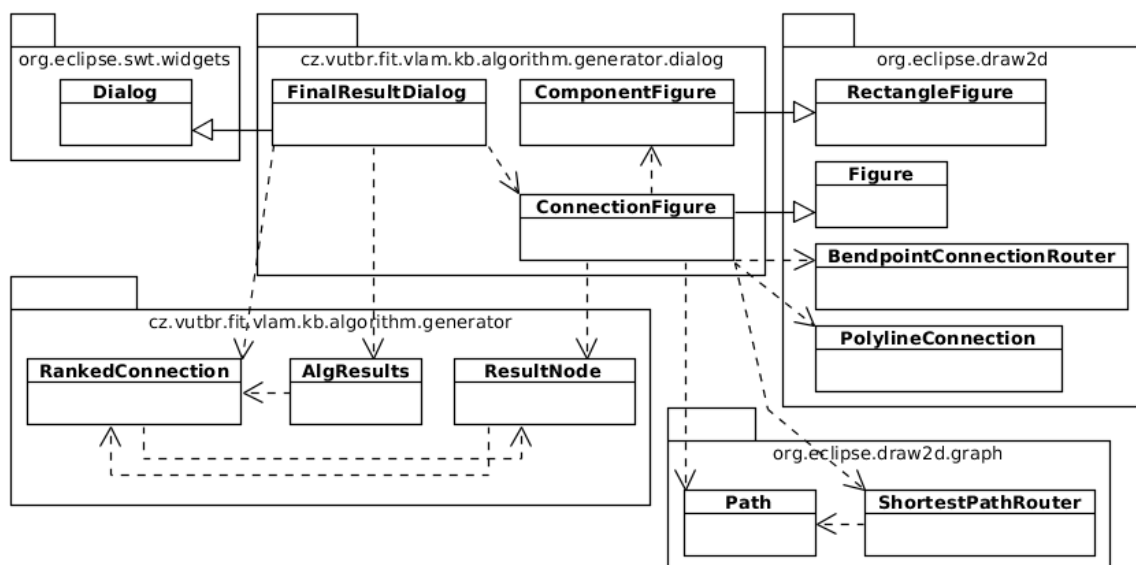 org.eclipse.swt.widgets
Dialog
cz.vutbr.fit.vlam.kb.algorithm.generator.dialog
FinalResultDialog
ComponentFigure
ConnectionFigure
org.eclipse.draw2d
RectangleFigure
Figure
BendpointConnectionRouter
PolylineConnection
cz.vutbr.fit.vlam.kb.algorithm.generator
RankedConnection
AlgResults
ResultNode
org.eclipse.draw2d.graph
Path
ShortestPathRouter